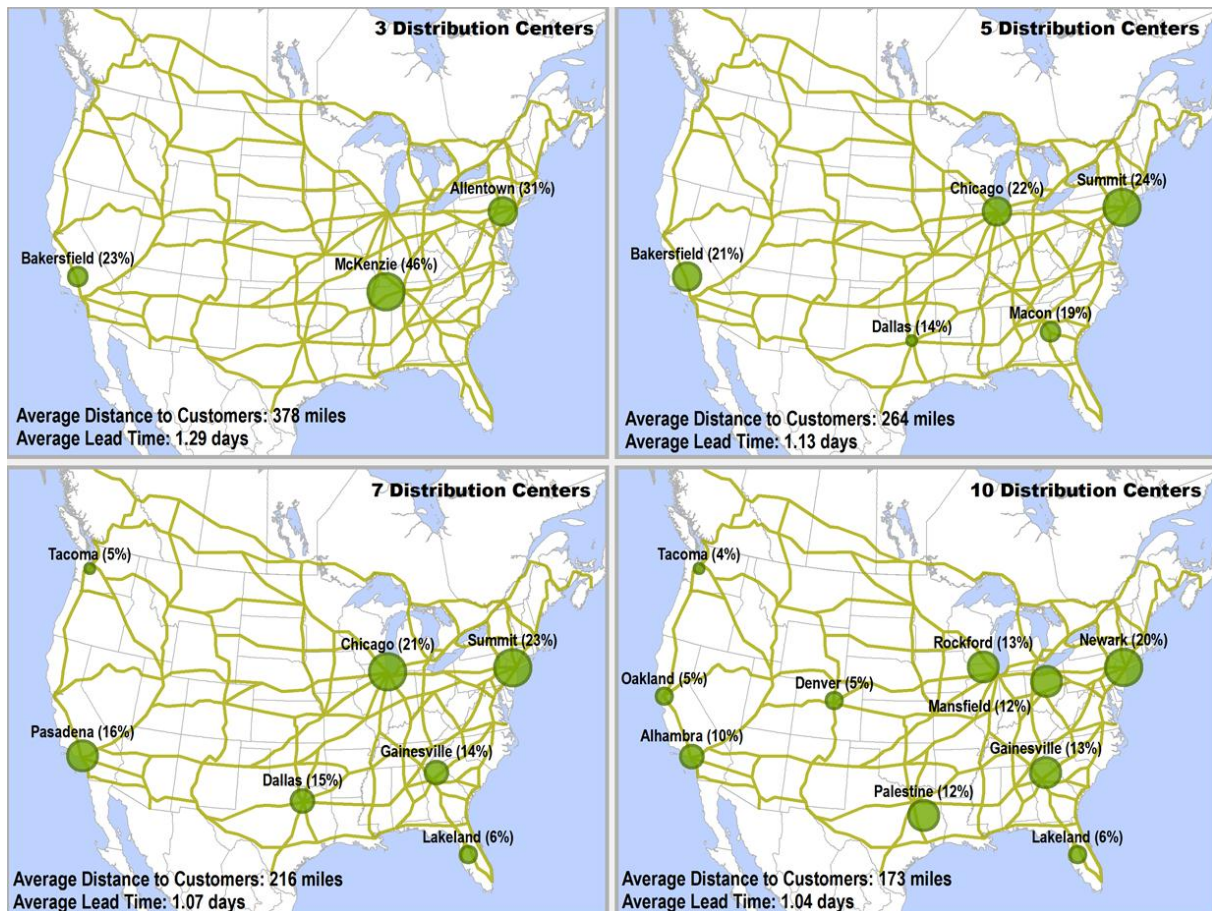 3 Distribution Centers
Allentown (31%)
Bakersfield (23%)
McKenzie (46%)
Average Distance to Customers: 378 miles
Average Lead Time: 1.29 days
5 Distribution Centers
Summit (24%)
Chicago (22%)
Bakersfield (21%)
Macon (19%)
Dallas (14%)
Average Distance to Customers: 264 miles
Average Lead Time: 1.13 days
7 Distribution Centers
Tacoma (5%)
Chicago (21%)
Summit (23%)
Pasadena (16%)
Gainesville (14%)
Dallas (15%)
Lakeland (6%)
Average Distance to Customers: 216 miles
Average Lead Time: 1.07 days
10 Distribution Centers
Tacoma (4%)
Rockford (13%)
Newark (20%)
Oakland (5%)
Denver (5%)
Mansfield (12%)
Alhambra (10%)
Gainesville (13%)
Palestine (12%)
Lakeland (6%)
Average Distance to Customers: 173 miles
Average Lead Time: 1.04 days